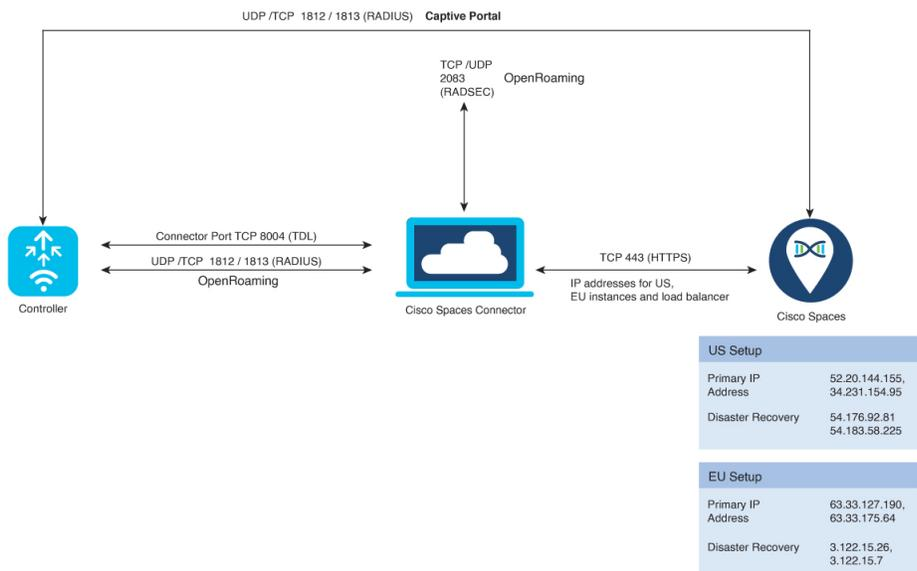 UDP /TCP 1812 / 1813 (RADIUS) Captive Portal
TCP /UDP
2083
(RADSEC)
OpenRoaming
Connector Port TCP 8004 (TDL)
UDP /TCP 1812 / 1813 (RADIUS)
OpenRoaming
TCP 443 (HTTPS)
IP addresses for US,
EU instances and load balancer
Controller
Cisco Spaces Connector
Cisco Spaces
US Setup
Primary IP
Address
52.20.144.155,
34.231.154.95
Disaster Recovery
54.176.92.81
54.183.58.225
EU Setup
Primary IP
Address
63.33.127.190,
63.33.175.64
Disaster Recovery
3.122.15.26,
3.122.15.7